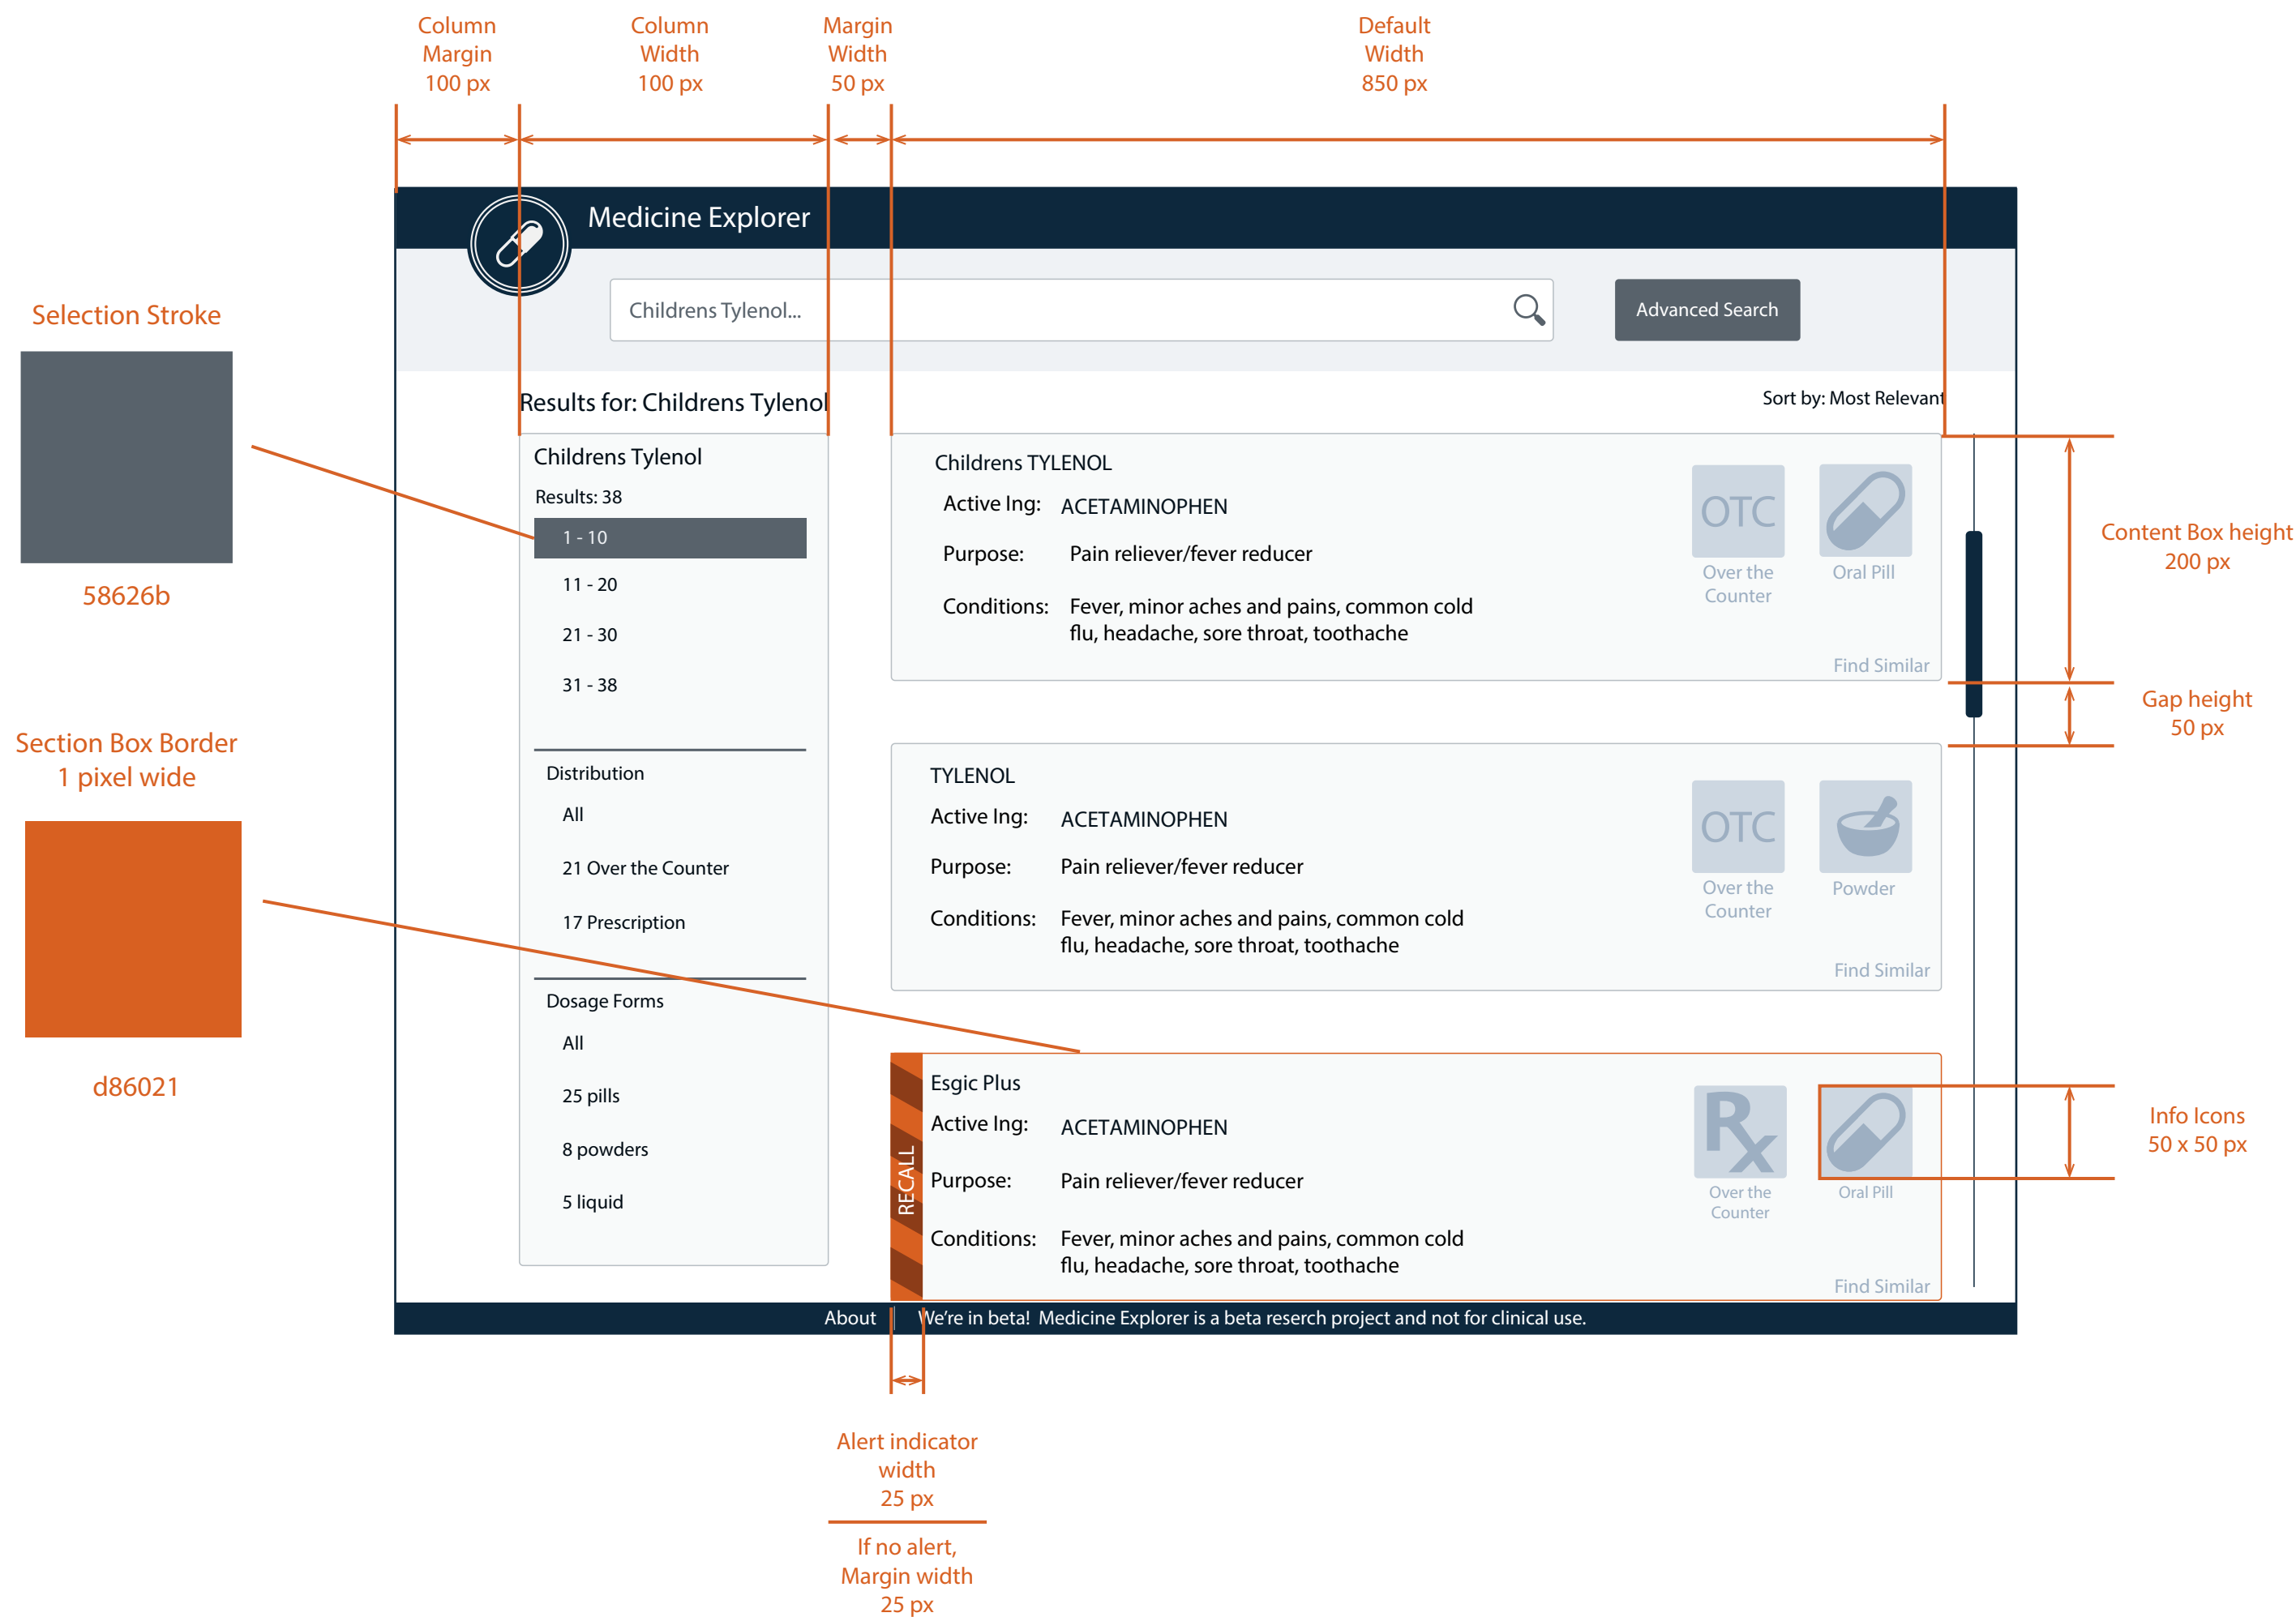 Column
Margin
100 px
Column
Width
100 px
Margin
Width
50 px
Default
Width
850 px
Medicine Explorer
Childrens Tylenol...
Advanced Search
Selection Stroke
58626b
Section Box Border
1 pixel wide
d86021
Results for: Childrens Tylenol
Sort by: Most Relevant
Childrens Tylenol
Results: 38
1 - 10
11 - 20
21 - 30
31 - 38
Distribution
All
21 Over the Counter
17 Prescription
Dosage Forms
All
25 pills
8 powders
5 liquid
Childrens TYLENOL
Active Ing: ACETAMINOPHEN
Purpose: Pain reliever/fever reducer
Conditions: Fever, minor aches and pains, common cold
flu, headache, sore throat, toothache
OTC
Over the
Counter
Oral Pill
Find Similar
TYLENOL
Active Ing: ACETAMINOPHEN
Purpose: Pain reliever/fever reducer
Conditions: Fever, minor aches and pains, common cold
flu, headache, sore throat, toothache
OTC
Over the
Counter
Powder
Find Similar
RECALL
Esgic Plus
Active Ing: ACETAMINOPHEN
Purpose: Pain reliever/fever reducer
Conditions: Fever, minor aches and pains, common cold
flu, headache, sore throat, toothache
Rx
Over the
Counter
Oral Pill
Find Similar
Content Box height
200 px
Gap height
50 px
Info Icons
50 x 50 px
About | We're in beta! Medicine Explorer is a beta reserch project and not for clinical use.
Alert indicator
width
25 px
If no alert,
Margin width
25 px